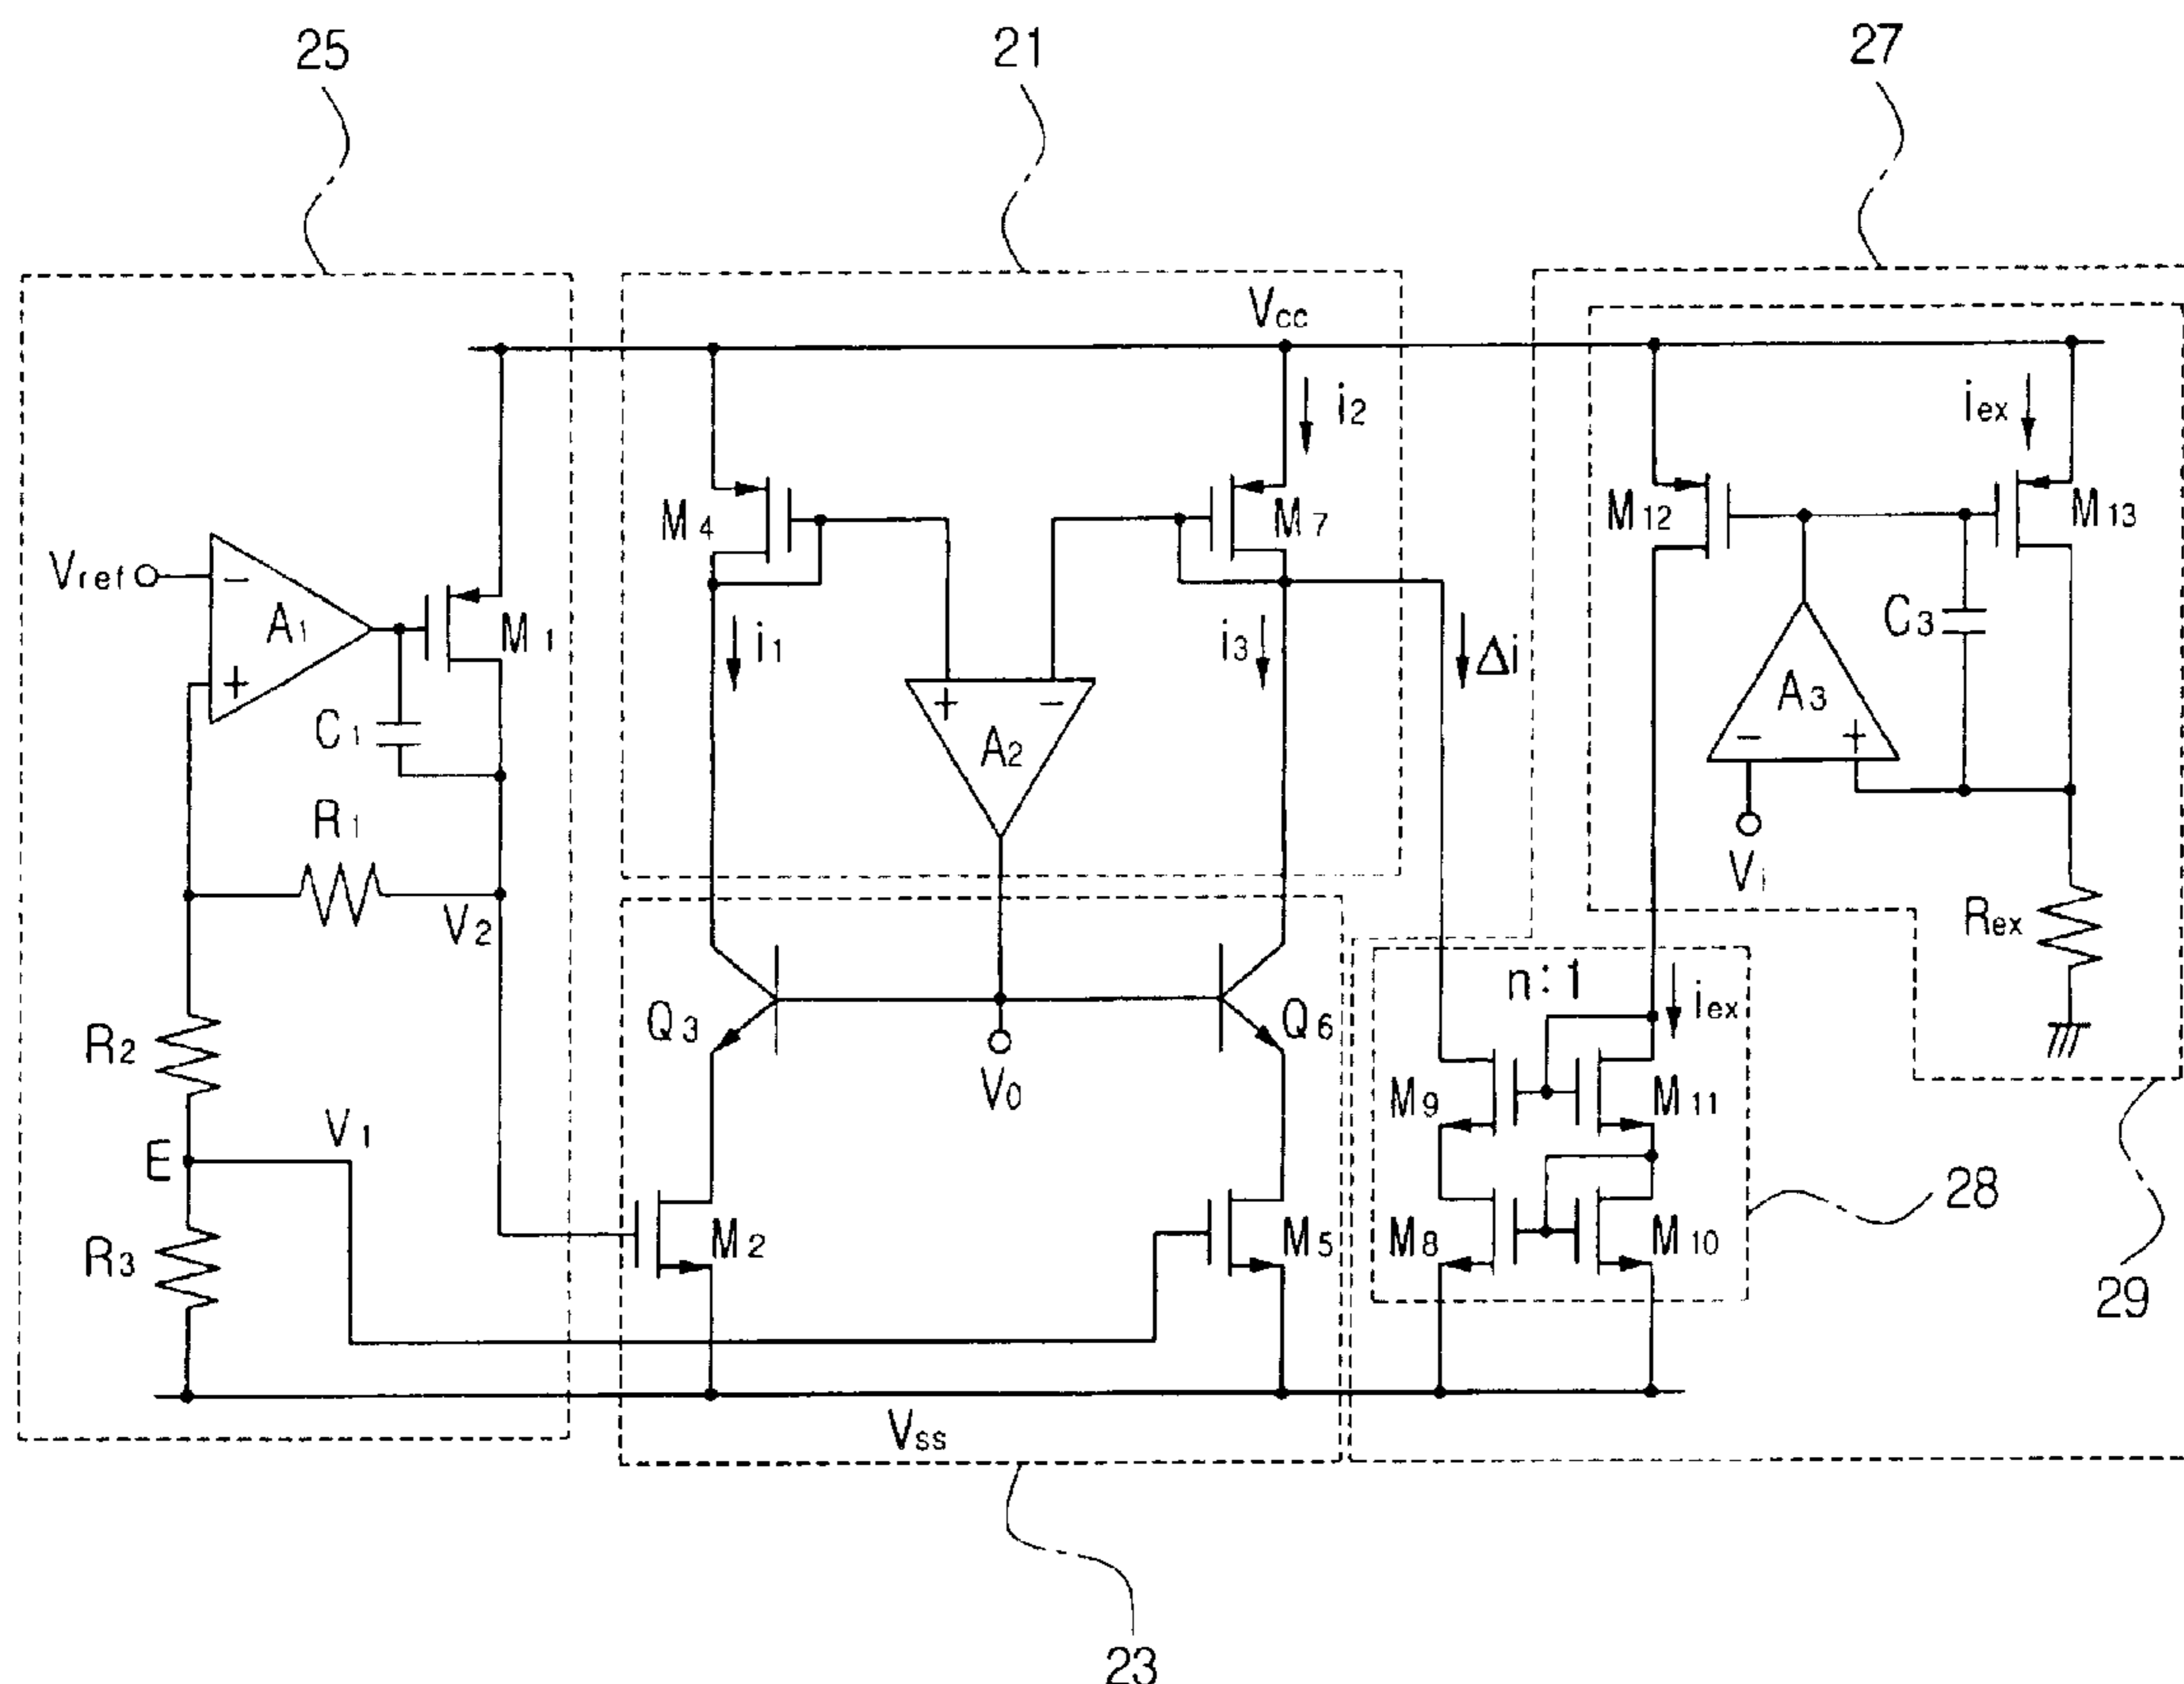 25
21
27
Vcc
i2
iex
M4
M7
M12
M13
Vref
−
A1
M1
+
i1
i3
Δi
C3
A3
+
−
−
+
C1
A2
R1
V1
V2
Rex
n:1
Q3
Q6
iex
R2
V0
M9
M11
V1
E
28
M2
M5
M8
M10
R3
29
Vss
23